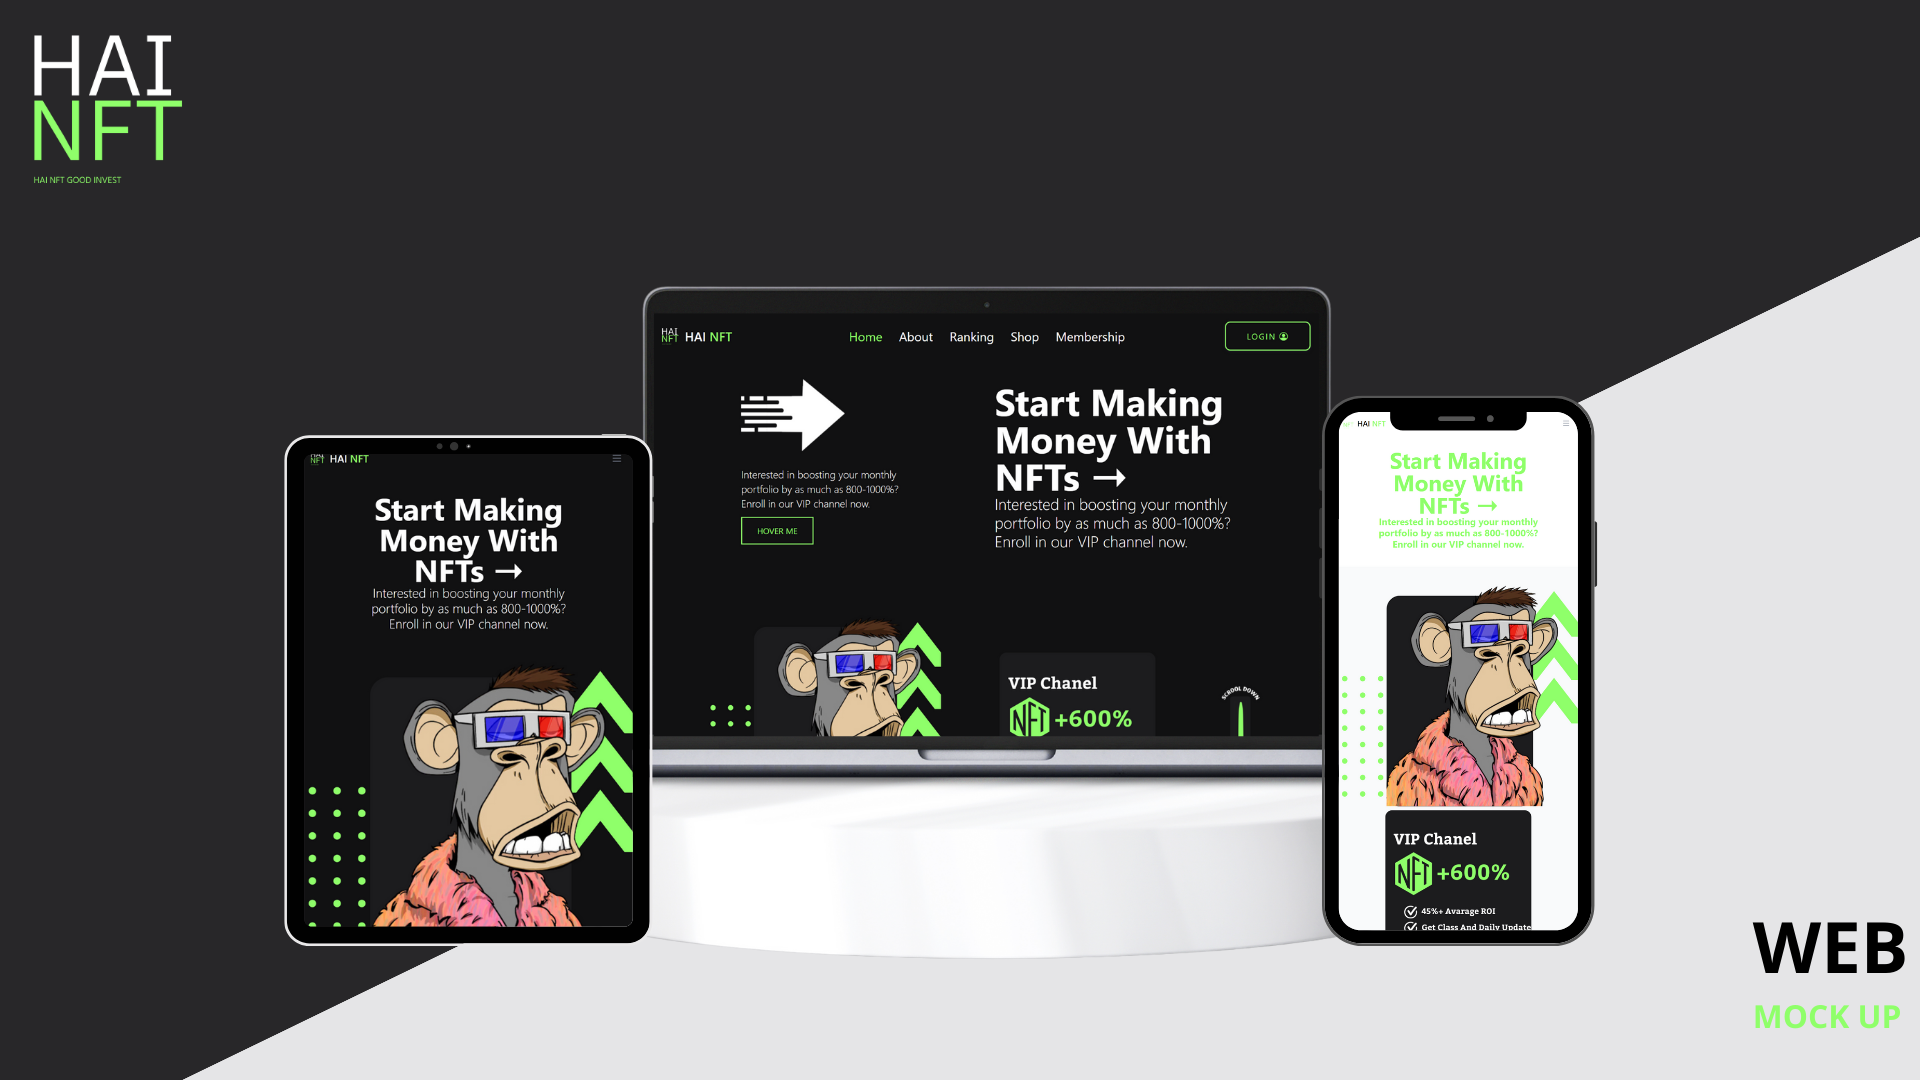 HAI
NFT
HAI NFT GOOD INVEST
HAI NFT
HAI NFT
Home About Ranking Shop Membership
LOGIN
Interested in boosting your monthly
portfolio by as much as 800-1000%?
Enroll in our VIP channel now.
HOVER ME
Start Making
Money With
NFTs →
Interested in boosting your monthly
portfolio by as much as 800-1000%?
Enroll in our VIP channel now.
VIP Chanel
NFT +600%
SCROOL DOWN
HAI NFT
HAI NFT
Start Making
Money With
NFTs →
Interested in boosting your monthly
portfolio by as much as 800-1000%?
Enroll in our VIP channel now.
HAI NFT
Start Making
Money With
NFTs →
Interested in boosting your monthly
portfolio by as much as 800-1000%?
Enroll in our VIP channel now.
VIP Chanel
NFT +600%
45%+ Avarage ROI
Get Class And Daily Update
WEB
MOCK UP